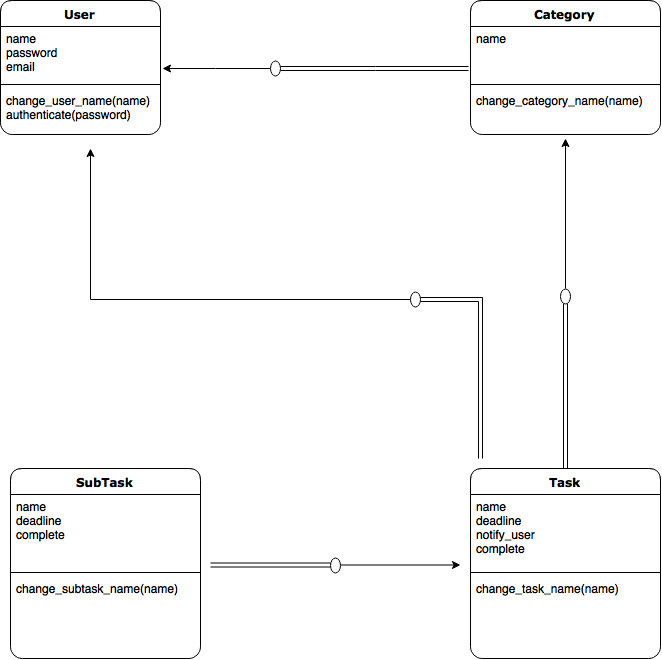 User
name
password
email
change_user_name(name)
authenticate(password)
Category
name
change_category_name(name)
SubTask
name
deadline
complete
change_subtask_name(name)
Task
name
deadline
notify_user
complete
change_task_name(name)